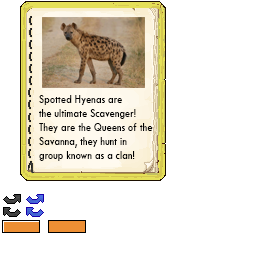 Spotted Hyenas are
the ultimate Scavenger!
They are the Queens of the
Savanna, they hunt in
group known as a clan!